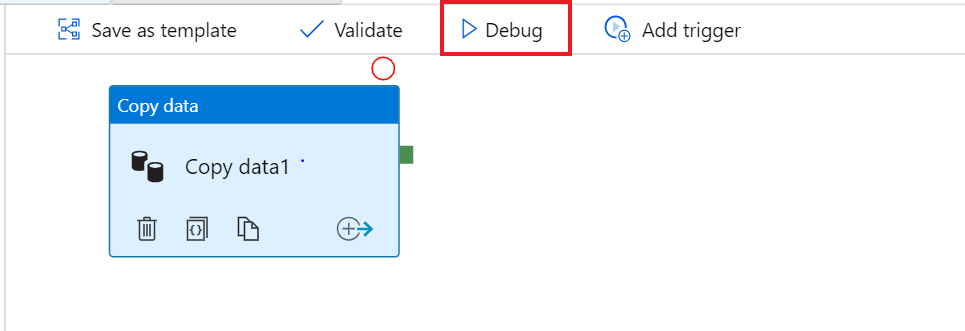 Save as template
Validate
Debug
Add trigger
Copy data
Copy data1